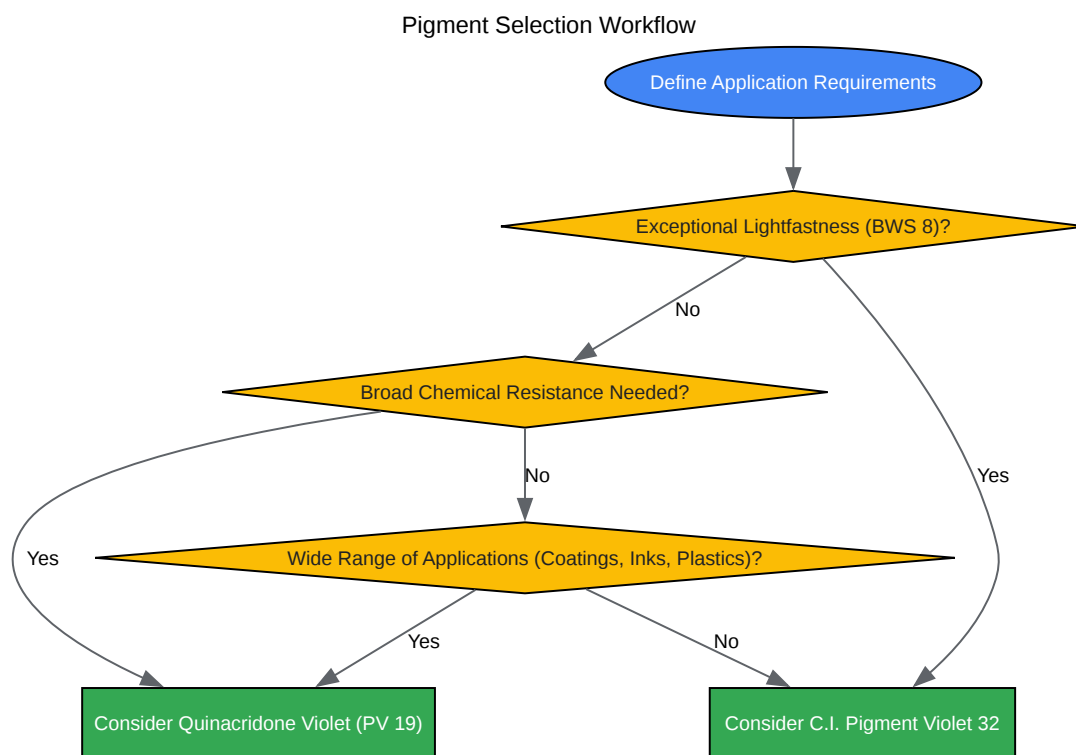 Pigment Selection Workflow
Define Application Requirements
Exceptional Lightfastness (BWS 8)?
No
Broad Chemical Resistance Needed?
No
Yes
Wide Range of Applications (Coatings, Inks, Plastics)?
Yes
Yes
No
Consider Quinacridone Violet (PV 19)
Consider C.I. Pigment Violet 32